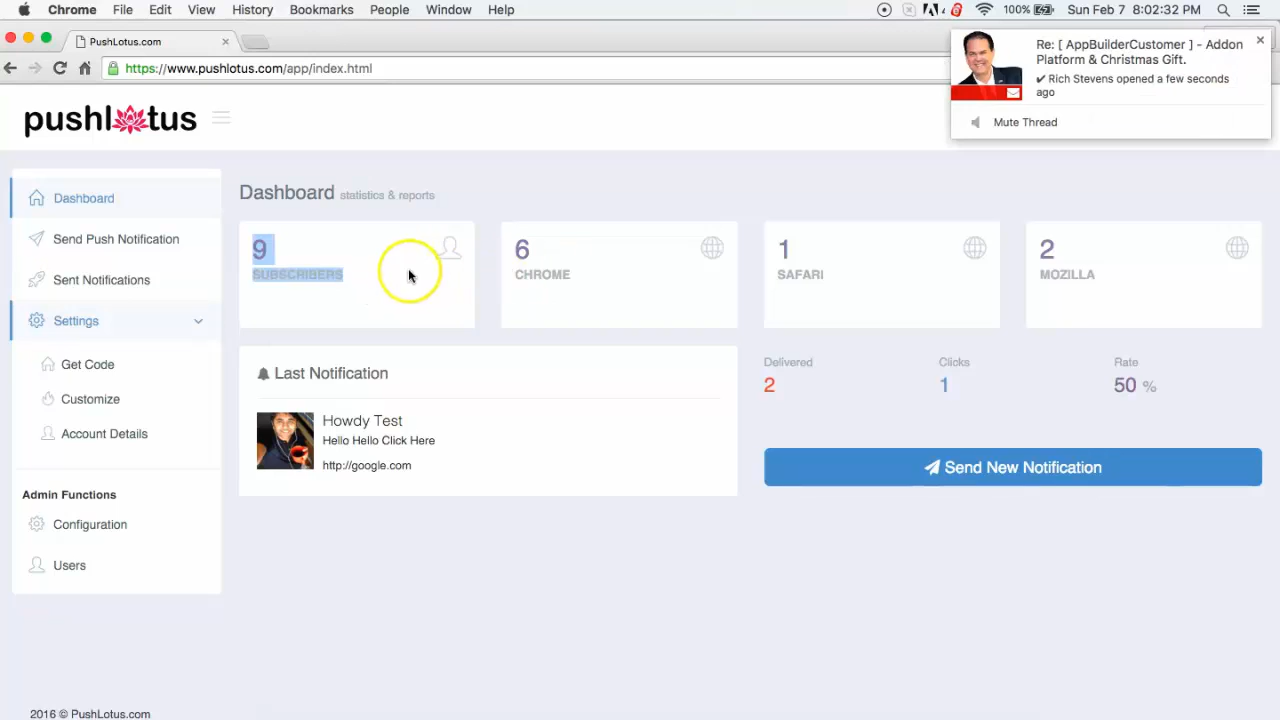 Chrome File Edit View History Bookmarks People Window Help
4 100% Sun Feb 7 8:02:32 PM
PushLotus.com
https://www.pushlotus.com/app/index.html
Re: [ AppBuilderCustomer ] - Addon
Platform & Christmas Gift.
✔ Rich Stevens opened a few seconds
ago
Mute Thread
pushlotus
Dashboard
Send Push Notification
Sent Notifications
Settings
Get Code
Customize
Account Details
Admin Functions
Configuration
Users
Dashboard statistics & reports
9
SUBSCRIBERS
6
CHROME
1
SAFARI
2
MOZILLA
Last Notification
Howdy Test
Hello Hello Click Here
http://google.com
Delivered
2
Clicks
1
Rate
50 %
Send New Notification
2016 © PushLotus.com